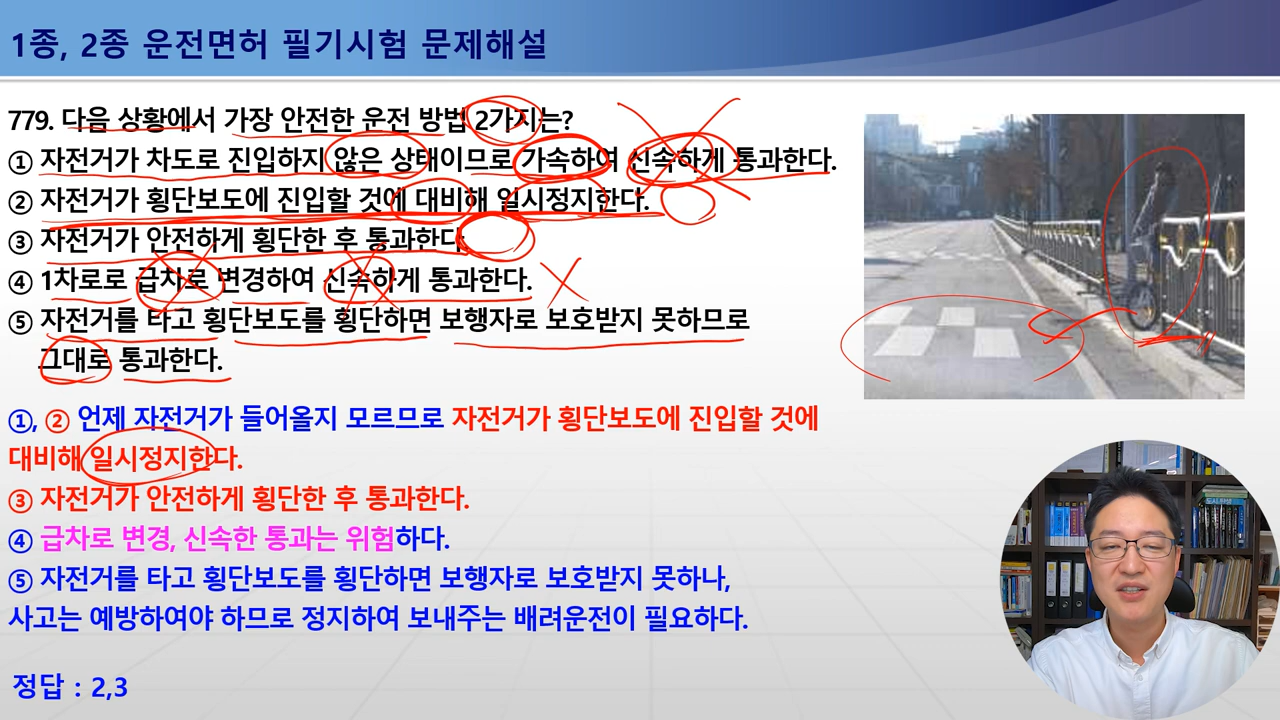 1종, 2종 운전면허 필기시험 문제해설
779. 다음 상황에서 가장 안전한 운전 방법 2가지는?
① 자전거가 차도로 진입하지 않은 상태이므로 가속하여 신속하게 통과한다.
② 자전거가 횡단보도에 진입할 것에 대비해 일시정지한다.
③ 자전거가 안전하게 횡단한 후 통과한다.
④ 1차로로 급차로 변경하여 신속하게 통과한다.
⑤ 자전거를 타고 횡단보도를 횡단하면 보행자로 보호받지 못하므로
그대로 통과한다.
①, ② 언제 자전거가 들어올지 모르므로 자전거가 횡단보도에 진입할 것에
대비해 일시정지한다.
③ 자전거가 안전하게 횡단한 후 통과한다.
④ 급차로 변경, 신속한 통과는 위험하다.
⑤ 자전거를 타고 횡단보도를 횡단하면 보행자로 보호받지 못하나,
사고는 예방하여야 하므로 정지하여 보내주는 배려운전이 필요하다.
정답 : 2,3